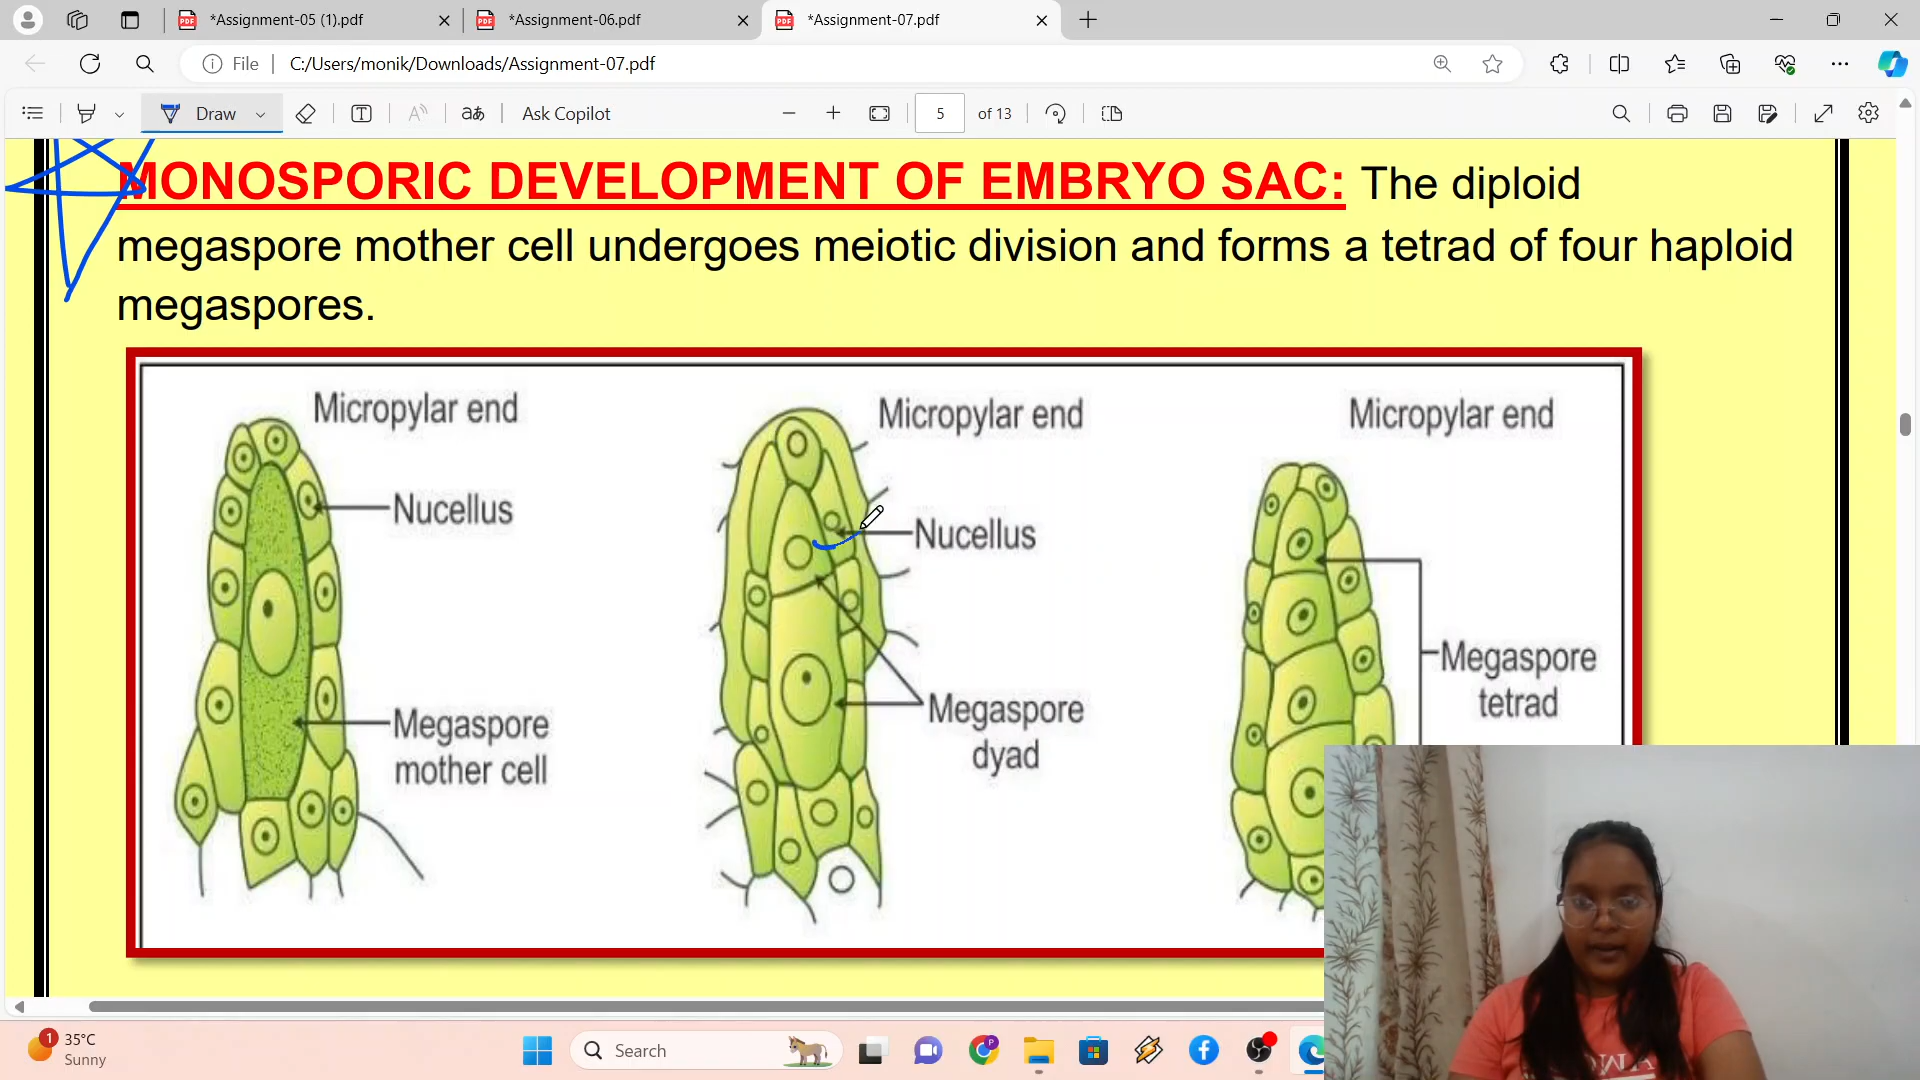 *Assignment-05 (1).pdf
*Assignment-06.pdf
*Assignment-07.pdf
File
C:/Users/monik/Downloads/Assignment-07.pdf
Draw
Ask Copilot
5
of 13
MONOSPORIC DEVELOPMENT OF EMBRYO SAC: The diploid
megaspore mother cell undergoes meiotic division and forms a tetrad of four haploid
megaspores.
Micropylar end
Micropylar end
Micropylar end
Nucellus
Nucellus
Megaspore
tetrad
Megaspore
mother cell
Megaspore
dyad
1
35°C
Sunny
Search